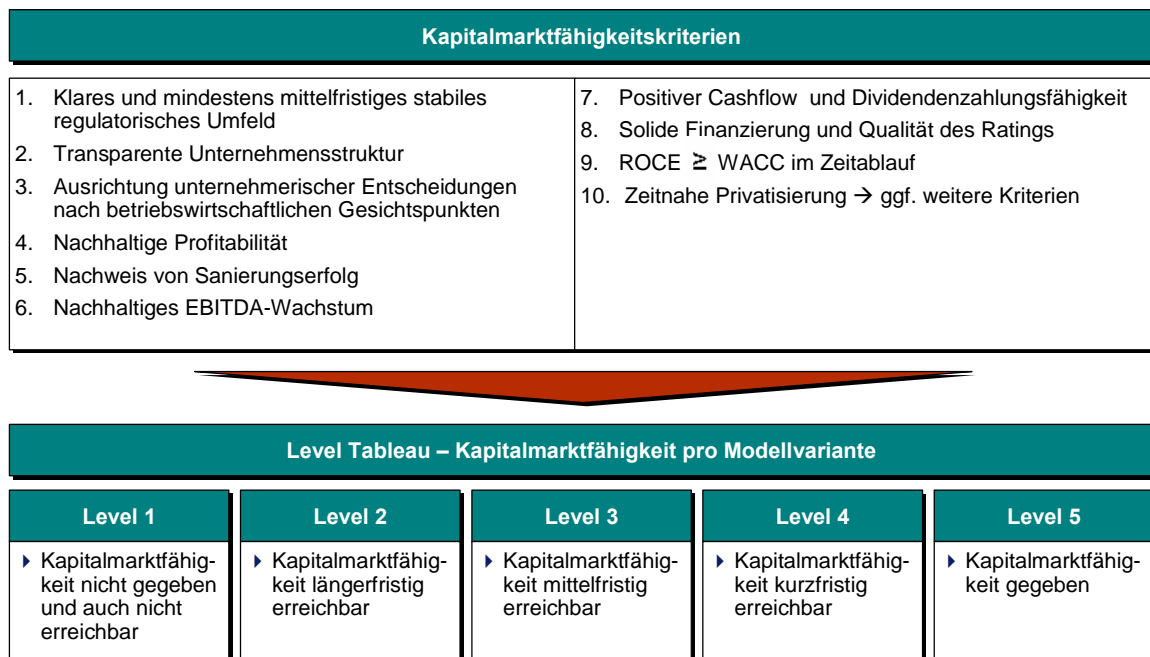 Kapitalmarktfähigkeitskriterien
1. Klares und mindestens mittelfristiges stabiles
regulatorisches Umfeld
2. Transparente Unternehmensstruktur
3. Ausrichtung unternehmerischer Entscheidungen
nach betriebswirtschaftlichen Gesichtspunkten
4. Nachhaltige Profitabilität
5. Nachweis von Sanierungserfolg
6. Nachhaltiges EBITDA-Wachstum
7. Positiver Cashflow und Dividendenzahlungsfähigkeit
8. Solide Finanzierung und Qualität des Ratings
9. ROCE ≥ WACC im Zeitablauf
10. Zeitnahe Privatisierung → ggf. weitere Kriterien
Level Tableau – Kapitalmarktfähigkeit pro Modellvariante
Level 1
Kapitalmarktfähig-
keit nicht gegeben
und auch nicht
erreichbar
Level 2
Kapitalmarktfähig-
keit längerfristig
erreichbar
Level 3
Kapitalmarktfähig-
keit mittelfristig
erreichbar
Level 4
Kapitalmarktfähig-
keit kurzfristig
erreichbar
Level 5
Kapitalmarktfähig-
keit gegeben